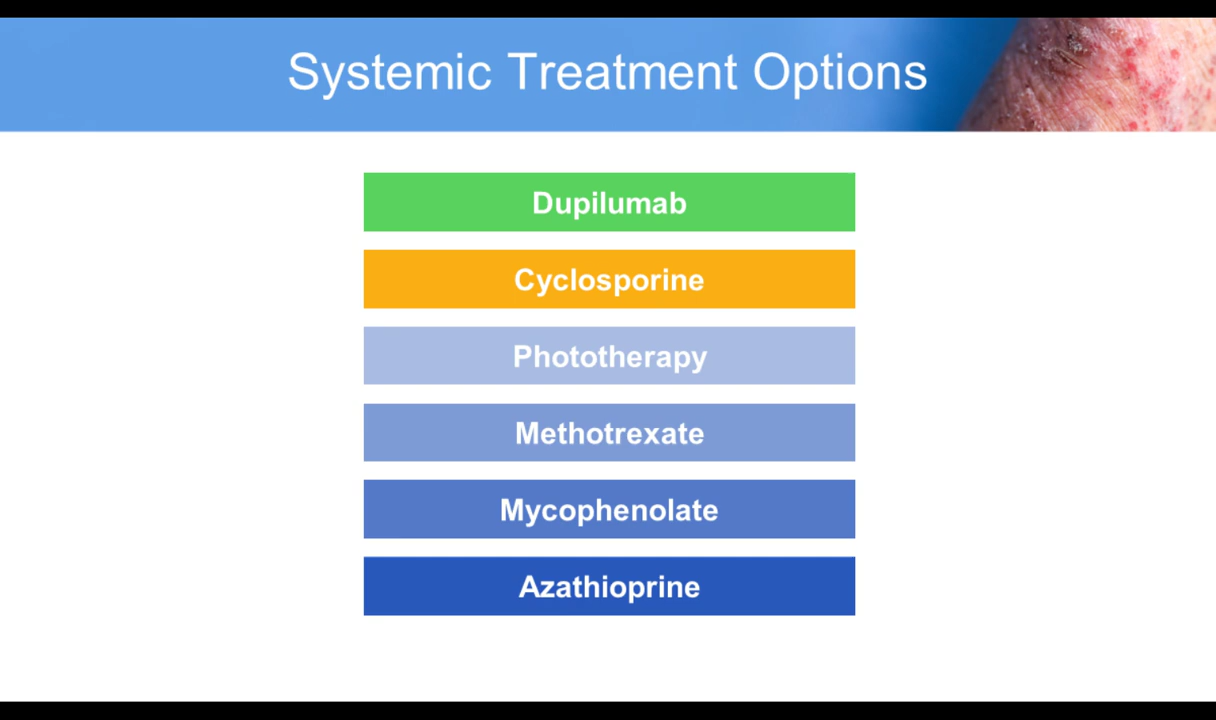 Systemic Treatment Options
Dupilumab
Cyclosporine
Phototherapy
Methotrexate
Mycophenolate
Azathioprine